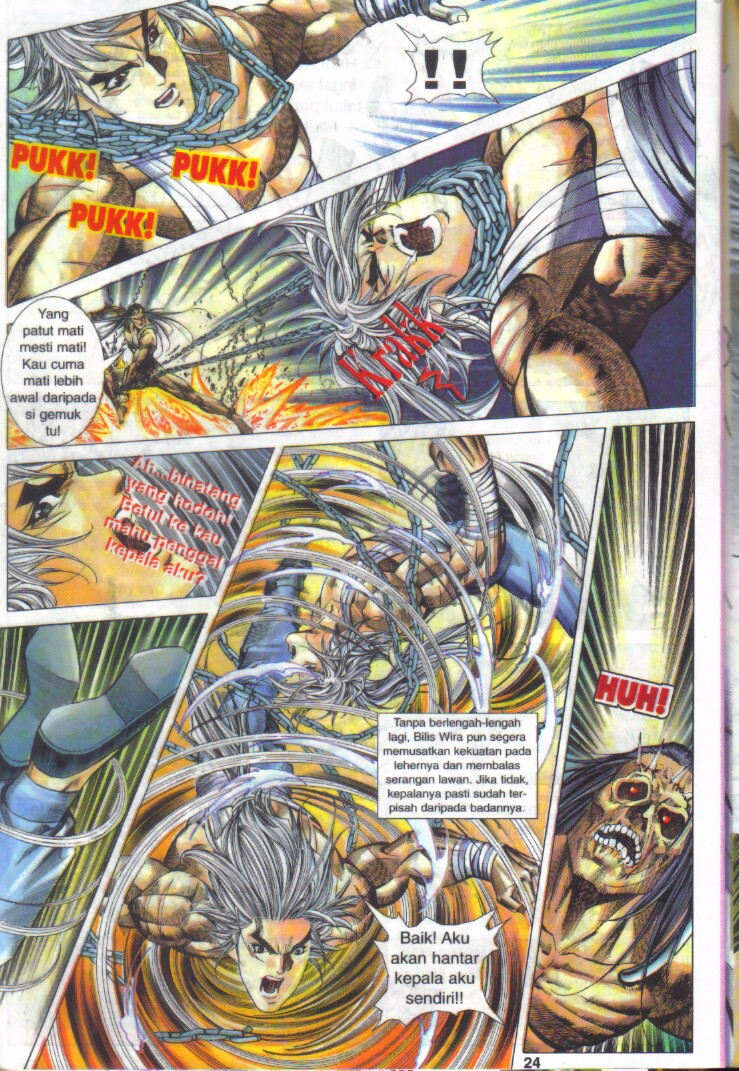 !!
PUKK!
PUKK!
PUKK!
Yang
patut mati
mesti mati!
Kau cuma
mati lebih
awal daripada
si gemuk
tu!
Krakk
Ah...binatang
yang hodoh!
Betul ke kau
mahu penggal
kepala aku?
Tanpa berlengah-lengah
lagi, Bilis Wira pun segera
memusatkan kekuatan pada
lehernya dan membalas
serangan lawan. Jika tidak,
kepalanya pasti sudah ter-
pisah daripada badannya.
HUH!
Baik! Aku
akan hantar
kepala aku
sendiri!!
24